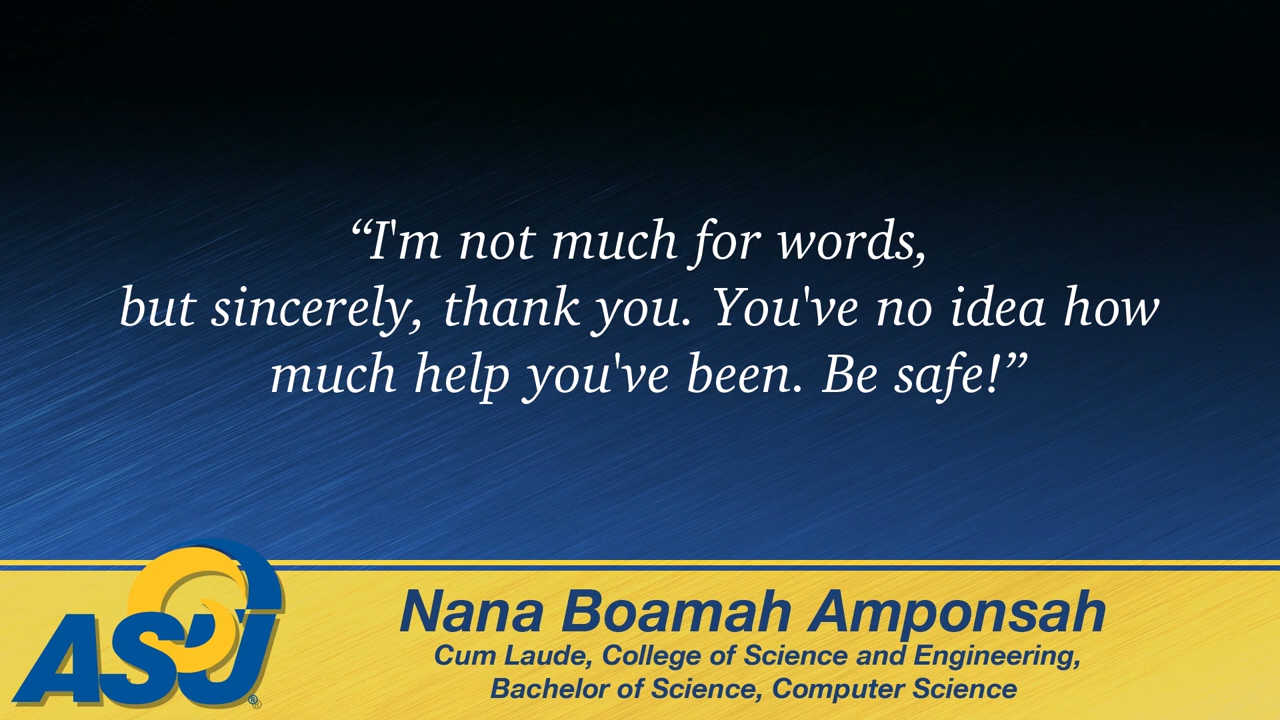 “I'm not much for words,
but sincerely, thank you. You've no idea how
much help you've been. Be safe!”
ASU®
Nana Boamah Amponsah
Cum Laude, College of Science and Engineering,
Bachelor of Science, Computer Science